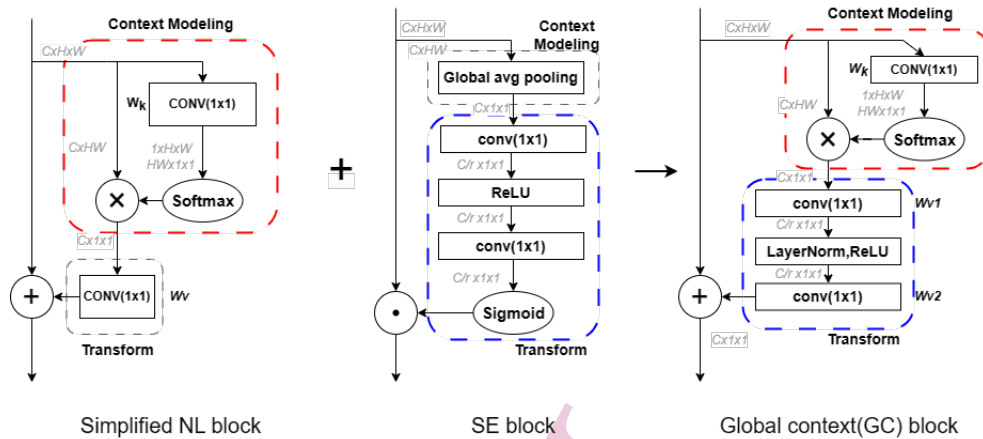 Context Modeling
CxHxW
Wk
CONV(1x1)
CxHW
1xHxW
HWx1x1
×
Softmax
Cx1x1
+
CONV(1x1)
Wv
Transform
Simplified NL block
+
CxHxW
CxHW
Context
Modeling
Global avg pooling
Cx1x1
conv(1x1)
C/r x1x1
ReLU
C/r x1x1
conv(1x1)
C/r x1x1
Sigmoid
Transform
SE block
Context Modeling
CxHxW
Wk
CONV(1x1)
CxHW
1xHxW
HWx1x1
×
Softmax
Cx1x1
conv(1x1)
Wv1
C/r x1x1
LayerNorm,ReLU
C/r x1x1
+
conv(1x1)
Wv2
Cx1x1
Transform
Global context(GC) block